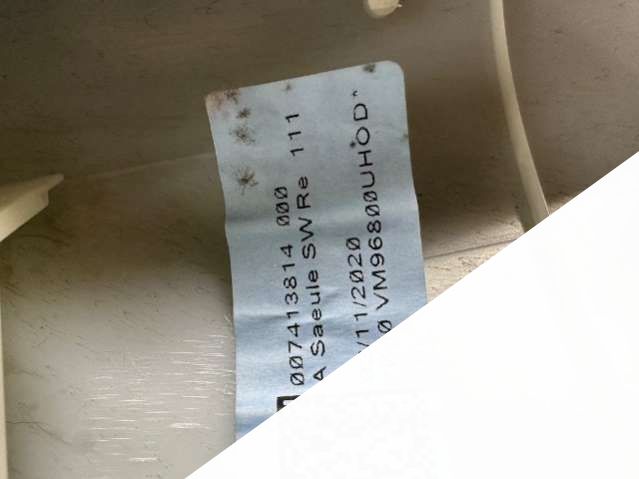 007413814 000
A Saeule SW Re 111
/11/2020
0 VM96800UHOD*